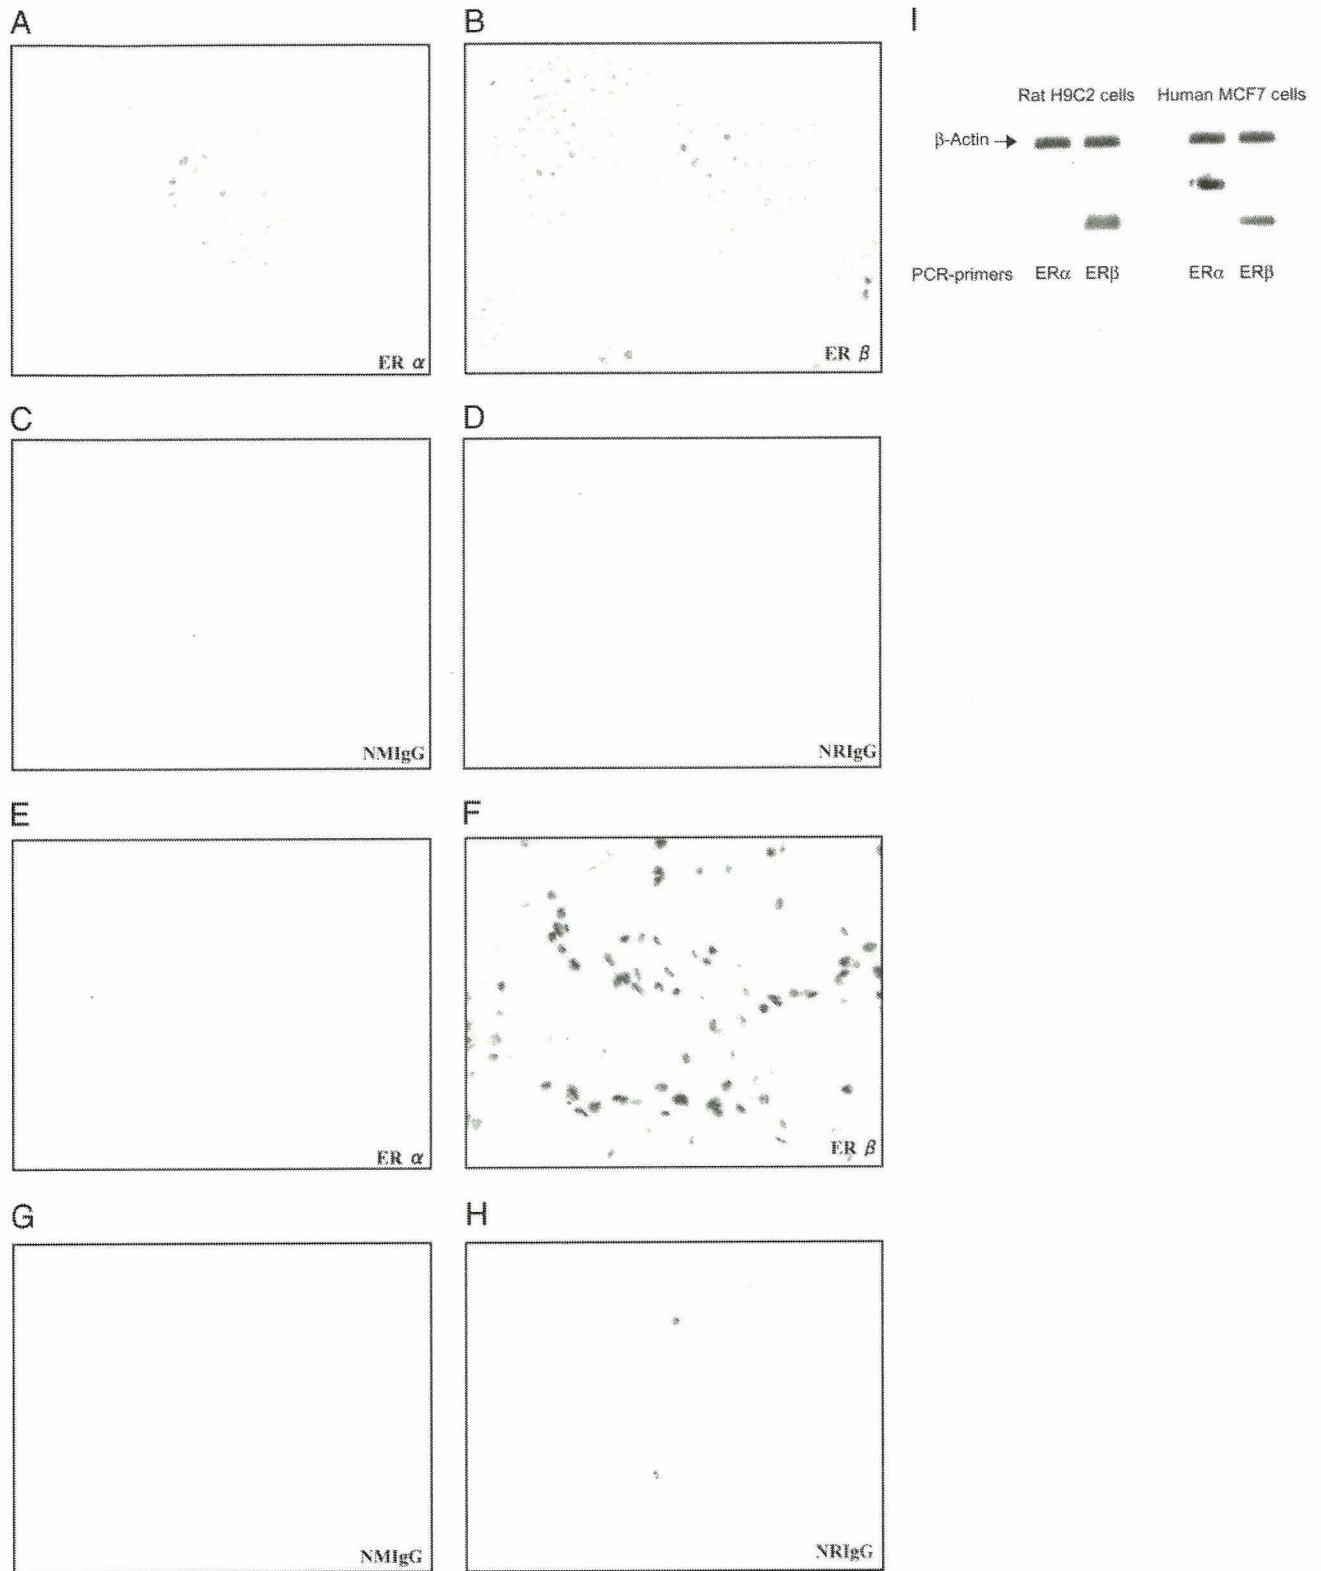 A
B
ER α
ER β
C
D
NMIgG
NRIgG
E
F
ER α
ER β
G
H
NMIgG
NRIgG
I
Rat H9C2 cells Human MCF7 cells
β-Actin →
PCR-primers ERα ERβ ERα ERβ